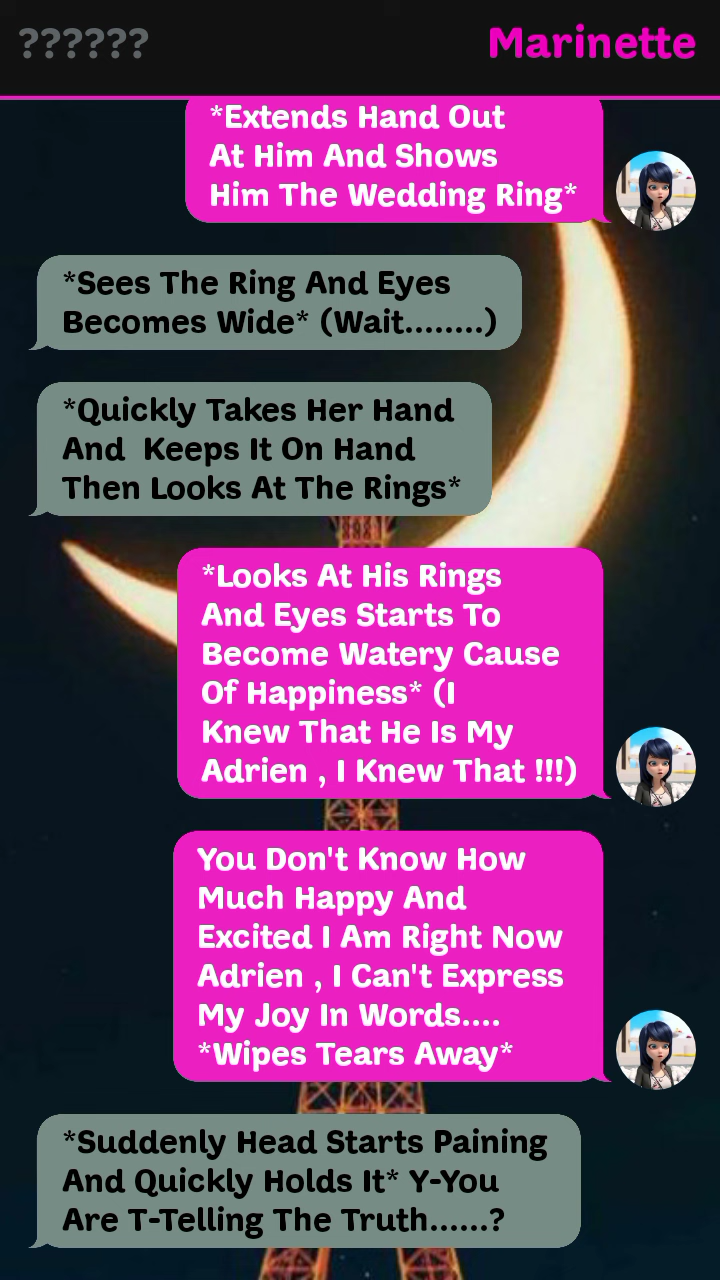 ??????
Marinette
*Extends Hand Out
At Him And Shows
Him The Wedding Ring*
*Sees The Ring And Eyes
Becomes Wide* (Wait........)
*Quickly Takes Her Hand
And  Keeps It On Hand
Then Looks At The Rings*
*Looks At His Rings
And Eyes Starts To
Become Watery Cause
Of Happiness* (I
Knew That He Is My
Adrien , I Knew That !!!)
You Don't Know How
Much Happy And
Excited I Am Right Now
Adrien , I Can't Express
My Joy In Words....
*Wipes Tears Away*
*Suddenly Head Starts Paining
And Quickly Holds It* Y-You
Are T-Telling The Truth......?